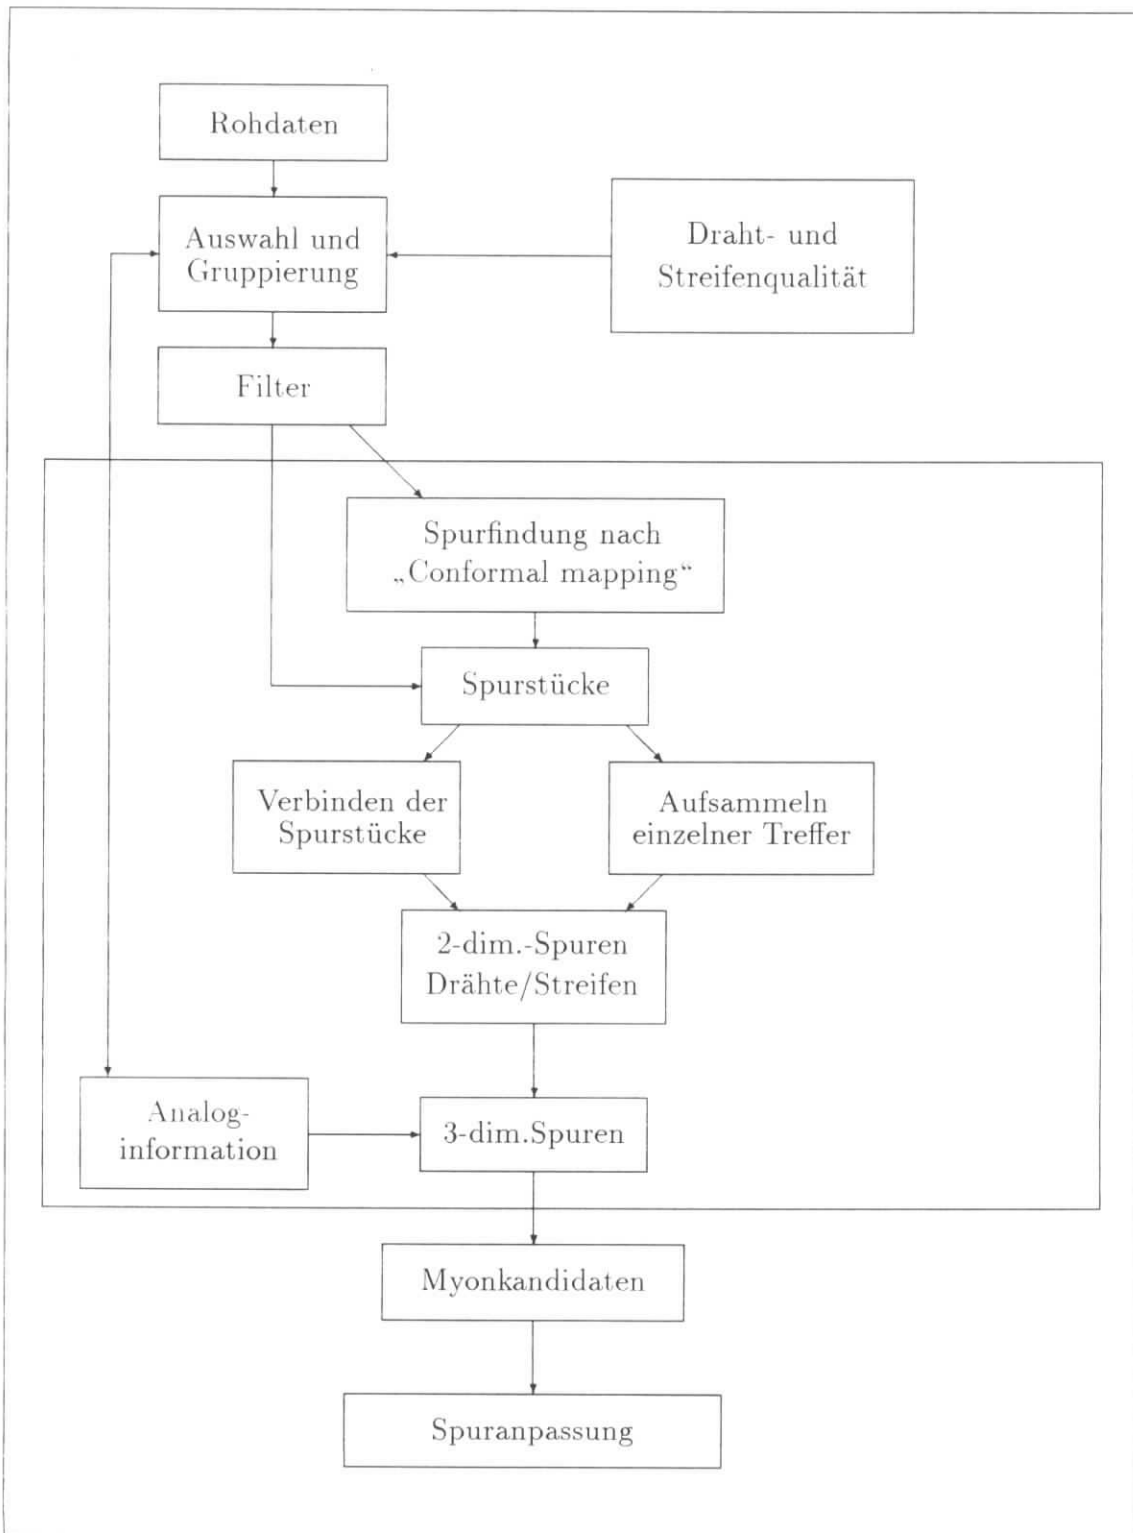 Rohdaten
Auswahl und
Gruppierung
Draht- und
Streifenqualität
Filter
Spurfindung nach
„Conformal mapping“
Spurstücke
Verbinden der
Spurstücke
Aufsammeln
einzelner Treffer
2-dim.-Spuren
Drähte/Streifen
Analog-
information
3-dim.Spuren
Myonkandidaten
Spuranpassung